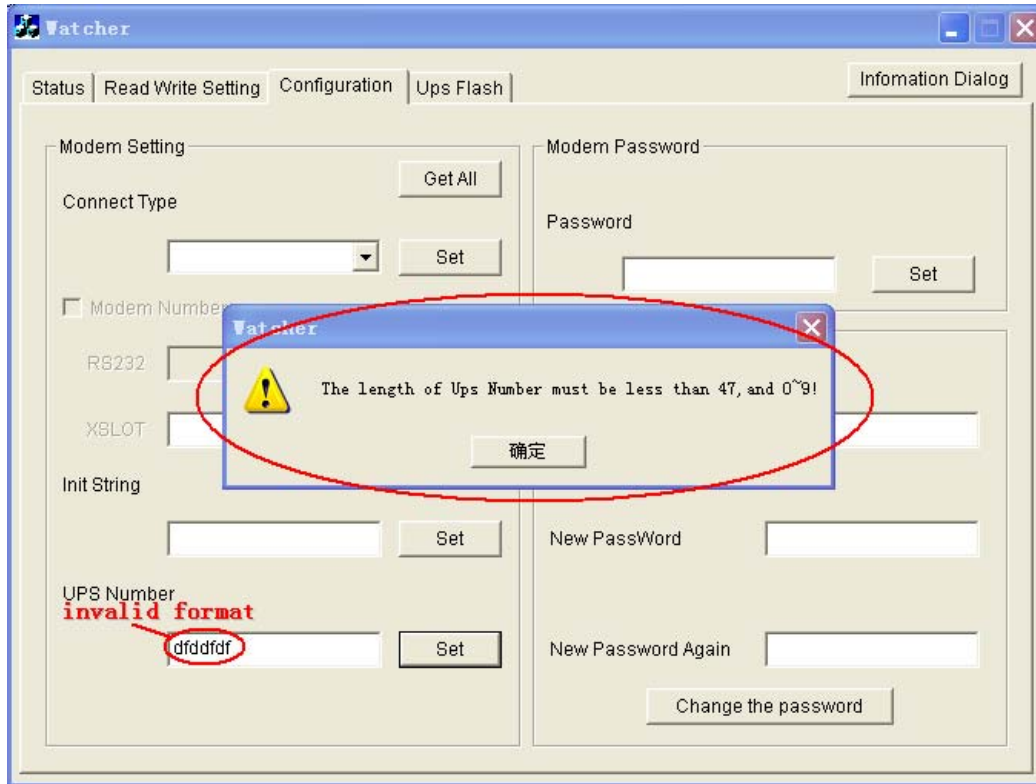 Watcher
Infomation Dialog
Status Read Write Setting Configuration Ups Flash
Modem Setting
Get All
Connect Type
Set
Modem Number
RS232
XSLOT
Init String
Set
UPS Number
invalid format
dfddfdf
Set
Modem Password
Password
Set
Watcher
The length of Ups Number must be less than 47, and 0~9!
确定
New PassWord
New Password Again
Change the password